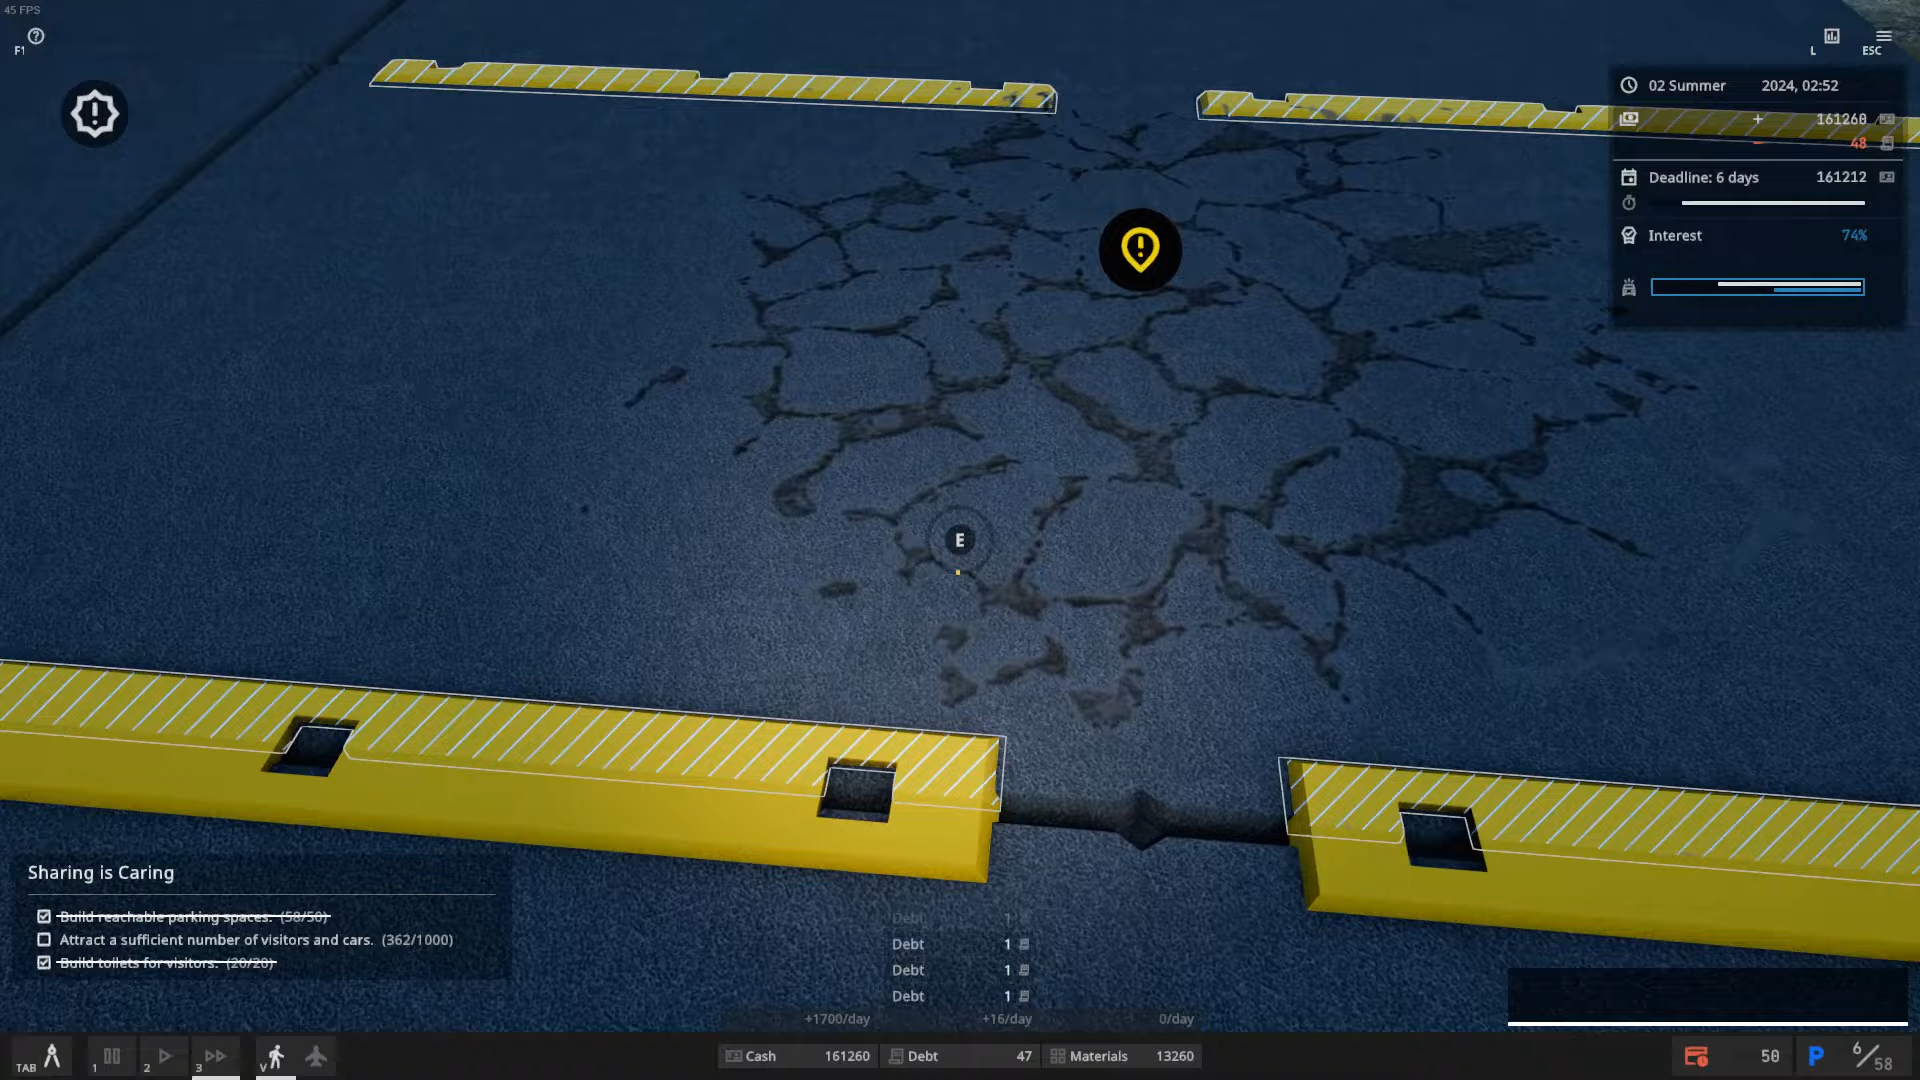 45 FPS
F1
L
ESC
02 Summer 2024, 02:52
+ 161260
- 48
Deadline: 6 days 161212
Interest 74%
E
Sharing is Caring
Build reachable parking spaces. (58/50)
Attract a sufficient number of visitors and cars. (362/1000)
Build toilets for visitors. (20/20)
Debt 1
Debt 1
Debt 1
Debt 1
+1700/day +16/day 0/day
TAB 1 2 3 V
Cash 161260 Debt 47 Materials 13260
50 P 6/58